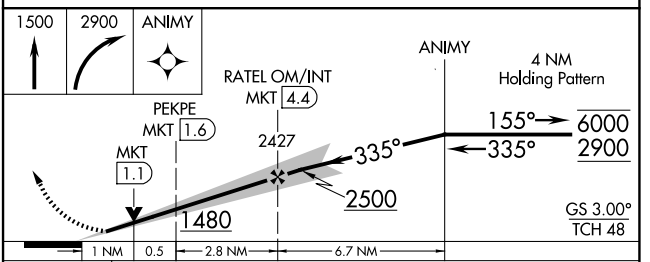 1500 2900 ANIMY
ANIMY
4 NM
Holding Pattern
RATEL OM/INT
MKT 4.4
PEKPE
MKT 1.6
MKT
1.1
2427
155° 6000
335° 335° 2900
2500
1480
GS 3.00°
TCH 48
1 NM 0.5 2.8 NM 6.7 NM